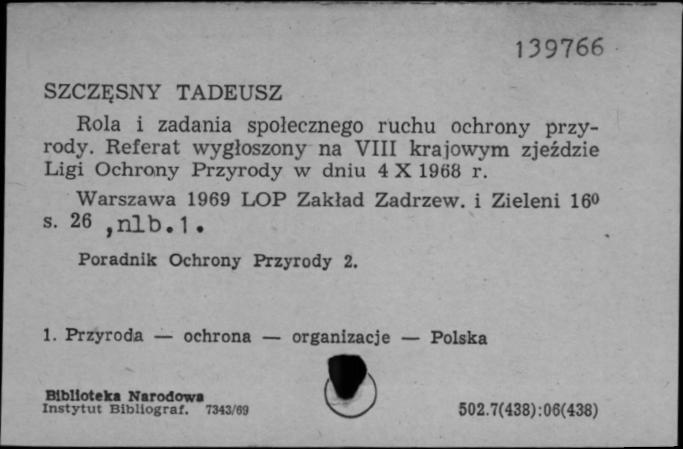 139766
SZCZĘSNY TADEUSZ
Rola i zadania społecznego ruchu ochrony przy-
rody. Referat wygłoszony na VIII krajowym zjeździe
Ligi Ochrony Przyrody w dniu 4 X 1968 r.
Warszawa 1969 LOP Zakład Zadrzew. i Zieleni 16⁰
s. 26 ,nlb.1.
Poradnik Ochrony Przyrody 2.
1. Przyroda — ochrona — organizacje — Polska
Biblioteka Narodowa
Instytut Bibliograf. 7343/69
502.7(438):06(438)